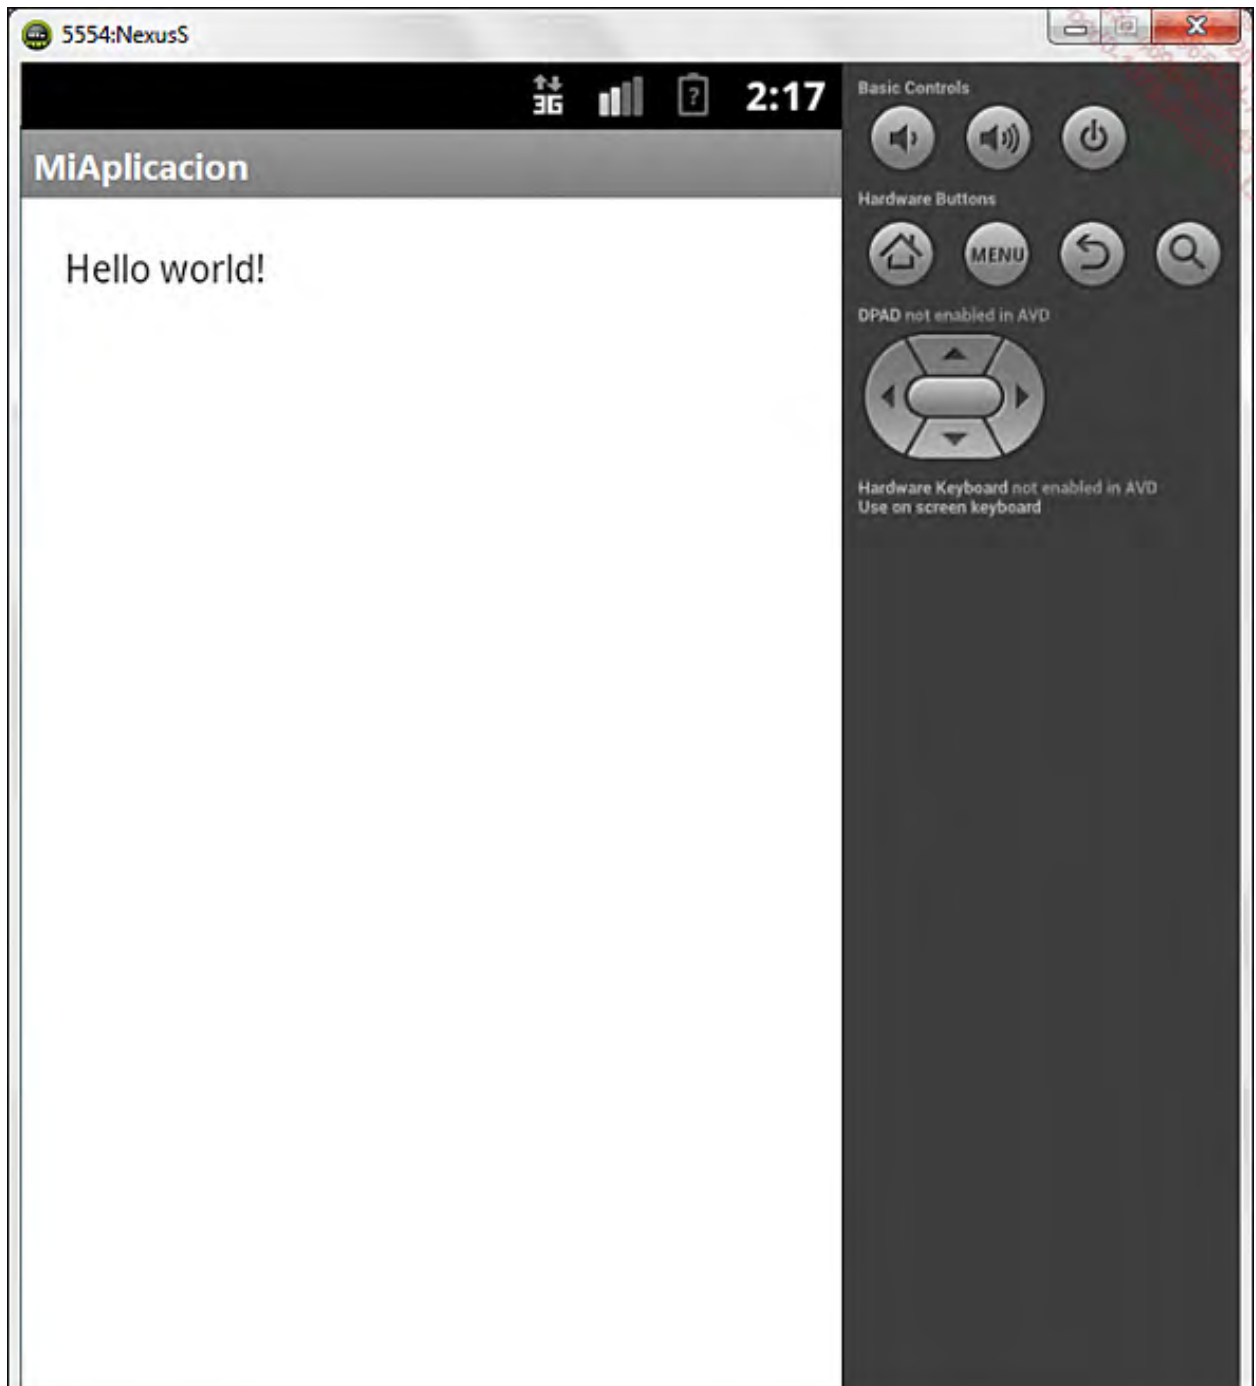 5554:NexusS
3G
?
2:17
MiAplicacion
Hello world!
Basic Controls
Hardware Buttons
MENU
DPAD not enabled in AVD
Hardware Keyboard not enabled in AVD
Use on screen keyboard